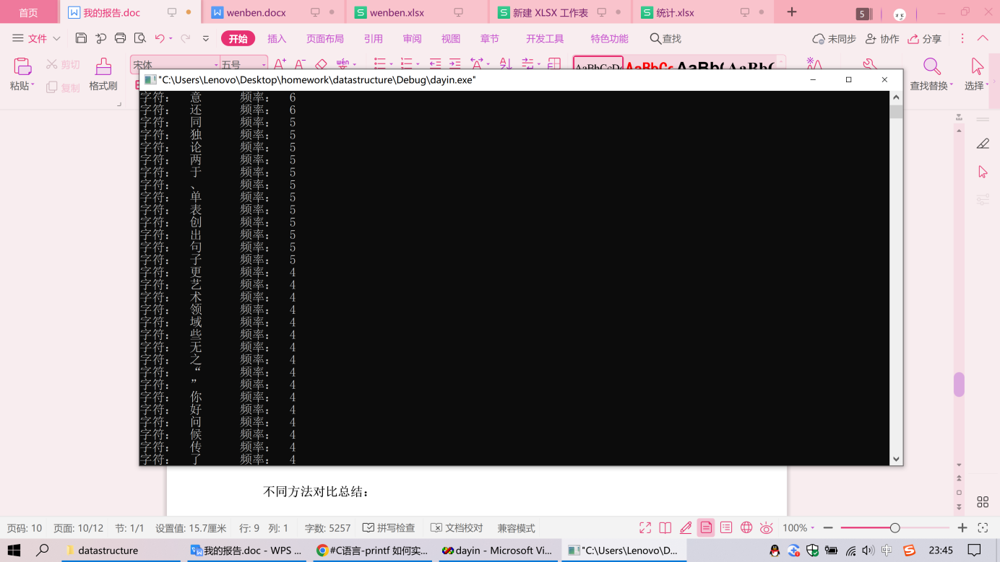 首页 我的报告.doc wenben.docx wenben.xlsx 新建 XLSX 工作表 统计.xlsx 5
文件 开始 插入 页面布局 引用 审阅 视图 章节 开发工具 特色功能 查找 未同步 协作 分享
剪切 宋体 五号 wén
粘贴 复制 格式刷 查找替换 选择
"C:\Users\Lenovo\Desktop\homework\datastructure\Debug\dayin.exe"
字符: 意 频率: 6
字符: 还 频率: 6
字符: 同 频率: 5
字符: 独 频率: 5
字符: 论 频率: 5
字符: 两 频率: 5
字符: 于 频率: 5
字符: 、 频率: 5
字符: 单 频率: 5
字符: 表 频率: 5
字符: 创 频率: 5
字符: 出 频率: 5
字符: 句 频率: 5
字符: 子 频率: 5
字符: 更 频率: 4
字符: 艺 频率: 4
字符: 术 频率: 4
字符: 领 频率: 4
字符: 域 频率: 4
字符: 些 频率: 4
字符: 无 频率: 4
字符: 之 频率: 4
字符: “ 频率: 4
字符: ” 频率: 4
字符: 你 频率: 4
字符: 好 频率: 4
字符: 问 频率: 4
字符: 候 频率: 4
字符: 传 频率: 4
字符: 了 频率: 4
不同方法对比总结:
页码: 10 页面: 10/12 节: 1/1 设置值: 15.7厘米 行: 9 列: 1 字数: 5257 拼写检查 文档校对 兼容模式 100%
datastructure 我的报告.doc - WPS ... #C语言-printf 如何实... dayin - Microsoft Vi... "C:\Users\Lenovo\D... 中 23:45